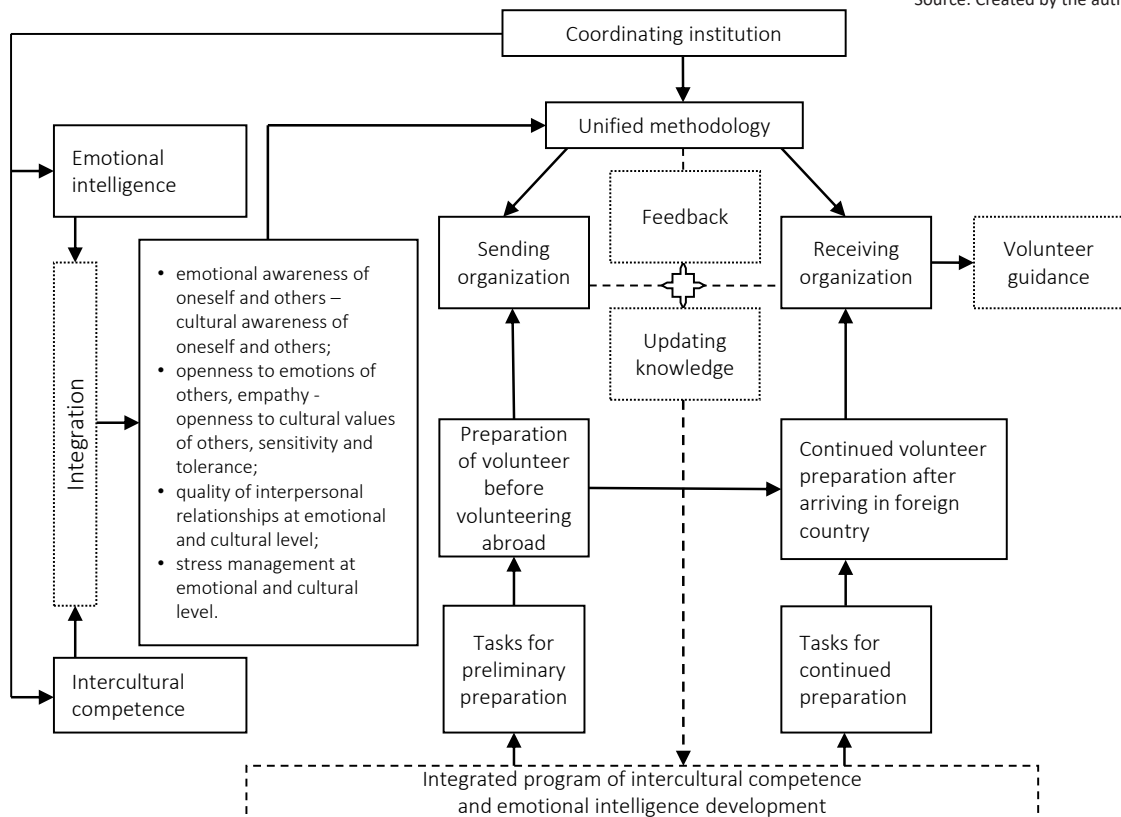 Source: Created by the auth
Coordinating institution
Unified methodology
Emotional
intelligence
Feedback
Sending
organization
Receiving
organization
Volunteer
guidance
• emotional awareness of
oneself and others –
cultural awareness of
oneself and others;
• openness to emotions of
others, empathy -
openness to cultural values
of others, sensitivity and
tolerance;
• quality of interpersonal
relationships at emotional
and cultural level;
• stress management at
emotional and cultural
level.
Integration
Updating
knowledge
Preparation
of volunteer
before
volunteering
abroad
Continued volunteer
preparation after
arriving in foreign
country
Intercultural
competence
Tasks for
preliminary
preparation
Tasks for
continued
preparation
Integrated program of intercultural competence
and emotional intelligence development